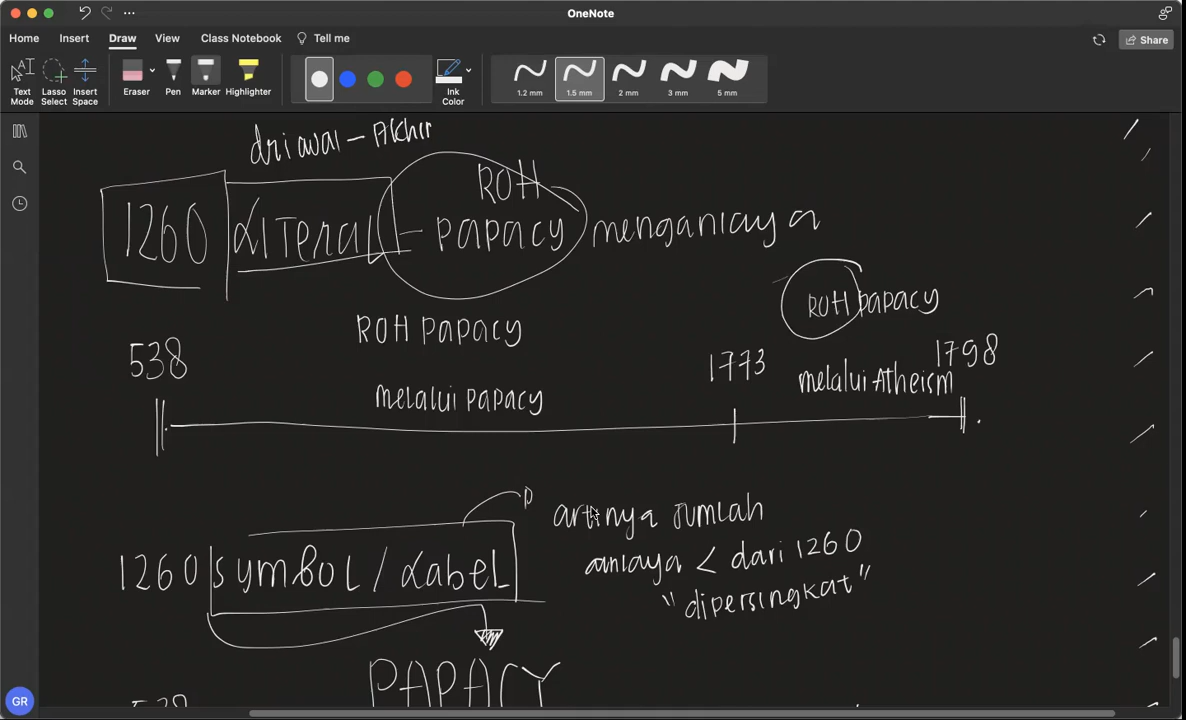 OneNote
Home Insert Draw View Class Notebook Tell me
Share
Text Mode
Lasso Select
Insert Space
Eraser
Pen
Marker
Highlighter
Ink Color
1.2 mm
1.5 mm
2 mm
3 mm
5 mm
dri awal - Akhir
1260 LITeral - ROH PAPACY menganiaya
ROH PAPACY
ROH papacy
538
1773
1798
melalui papacy
melalui Atheism
artinya Jumlah
1260 symbol / Label
aniaya < dari 1260
"dipersingkat"
PAPACY
538
GR